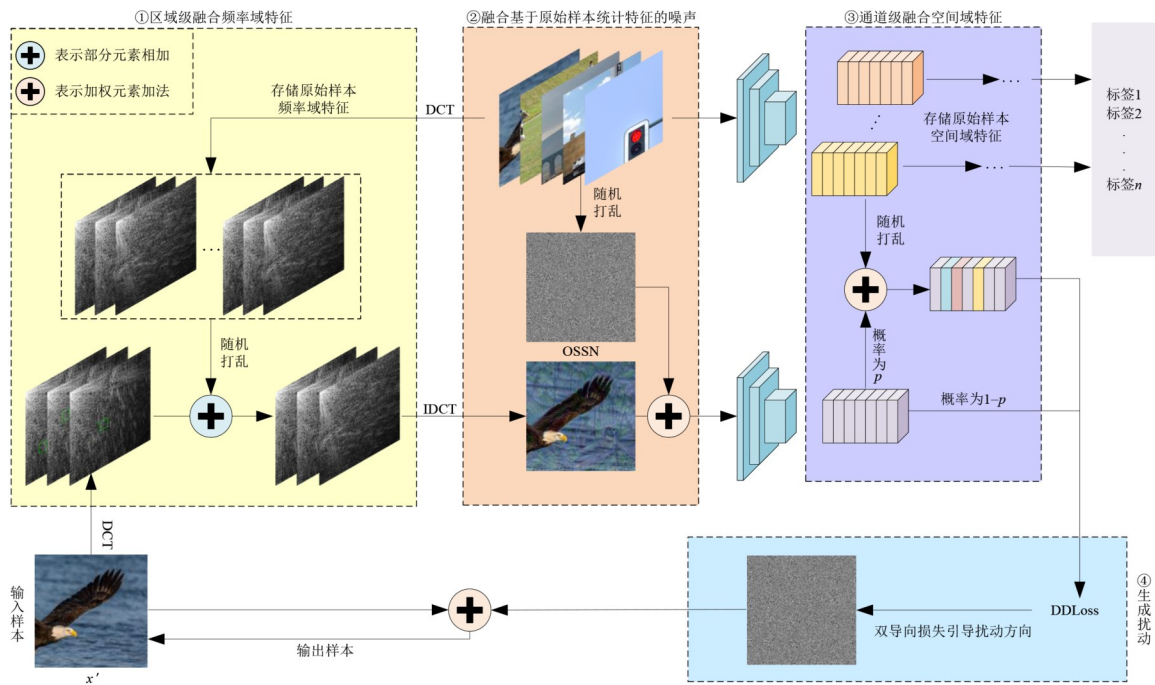 ①区域级融合频率域特征
表示部分元素相加
表示加权元素加法
存储原始样本
频率域特征
DCT
...
随机
打乱
IDCT
DCT
②融合基于原始样本统计特征的噪声
随机
打乱
OSSN
③通道级融合空间域特征
...
存储原始样本
空间域特征
...
...
随机
打乱
概率为
p
概率为1−p
标签1
标签2
.
.
.
标签n
输入样本
x′
输出样本
双导向损失引导扰动方向
DDLoss
④生成扰动